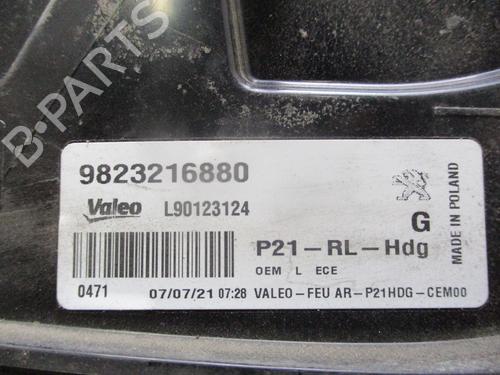 B-PARTS
9823216880
Valeo L90123124
G
P21-RL-Hdg
OEM L ECE
0471 07/07/21 07:28 VALEO-FEU AR-P21HDG-CEM00
MADE IN POLAND